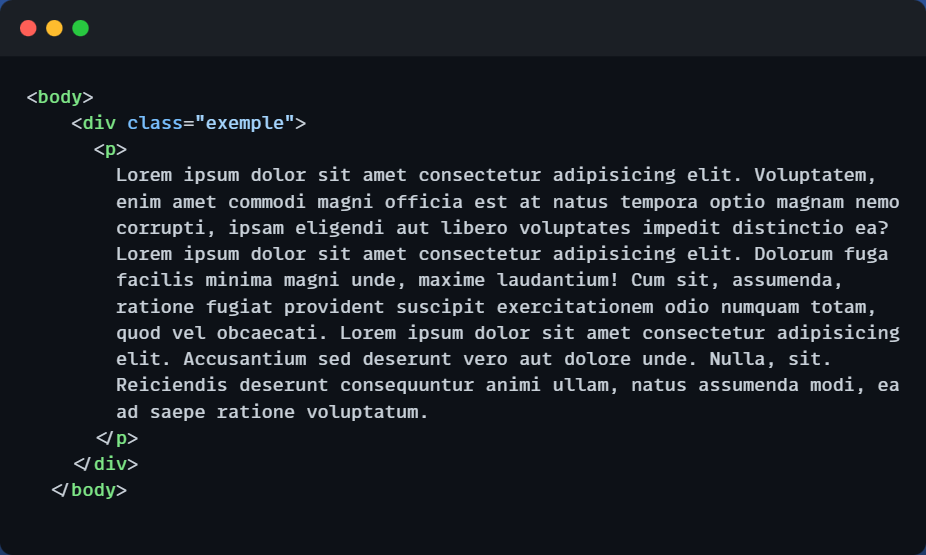 <body>
<div class="exemple">
<p>
Lorem ipsum dolor sit amet consectetur adipisicing elit. Voluptatem,
enim amet commodi magni officia est at natus tempora optio magnam nemo
corrupti, ipsam eligendi aut libero voluptates impedit distinctio ea?
Lorem ipsum dolor sit amet consectetur adipisicing elit. Dolorum fuga
facilis minima magni unde, maxime laudantium! Cum sit, assumenda,
ratione fugiat provident suscipit exercitationem odio numquam totam,
quod vel obcaecati. Lorem ipsum dolor sit amet consectetur adipisicing
elit. Accusantium sed deserunt vero aut dolore unde. Nulla, sit.
Reiciendis deserunt consequuntur animi ullam, natus assumenda modi, ea
ad saepe ratione voluptatum.
</p>
</div>
</body>